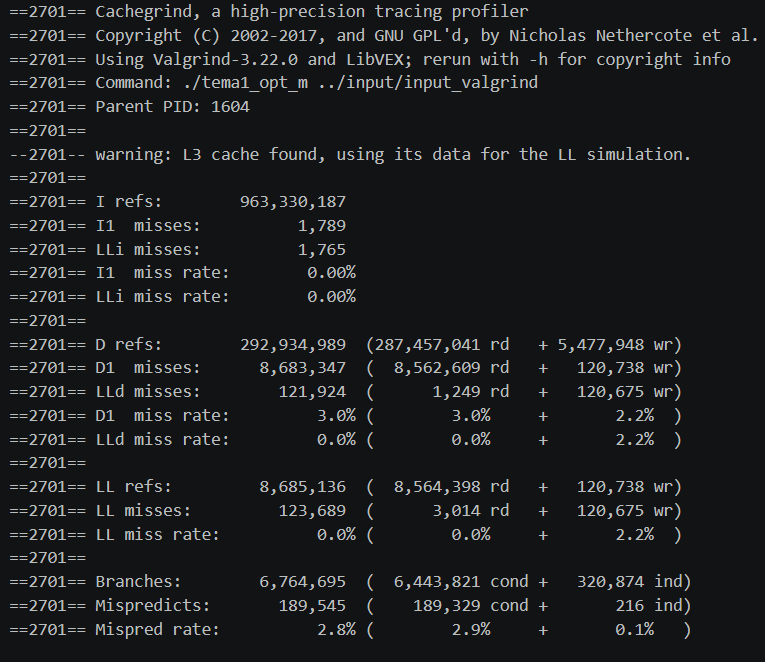 ==2701== Cachegrind, a high-precision tracing profiler
==2701== Copyright (C) 2002-2017, and GNU GPL'd, by Nicholas Nethercote et al.
==2701== Using Valgrind-3.22.0 and LibVEX; rerun with -h for copyright info
==2701== Command: ./tema1_opt_m ../input/input_valgrind
==2701== Parent PID: 1604
==2701==
--2701-- warning: L3 cache found, using its data for the LL simulation.
==2701==
==2701== I refs:        963,330,187
==2701== I1  misses:          1,789
==2701== LLi misses:          1,765
==2701== I1  miss rate:        0.00%
==2701== LLi miss rate:        0.00%
==2701==
==2701== D refs:        292,934,989  (287,457,041 rd   + 5,477,948 wr)
==2701== D1  misses:      8,683,347  (  8,562,609 rd   +   120,738 wr)
==2701== LLd misses:        121,924  (      1,249 rd   +   120,675 wr)
==2701== D1  miss rate:         3.0% (        3.0%     +       2.2%  )
==2701== LLd miss rate:         0.0% (        0.0%     +       2.2%  )
==2701==
==2701== LL refs:         8,685,136  (  8,564,398 rd   +   120,738 wr)
==2701== LL misses:         123,689  (      3,014 rd   +   120,675 wr)
==2701== LL miss rate:          0.0% (        0.0%     +       2.2%  )
==2701==
==2701== Branches:        6,764,695  (  6,443,821 cond +   320,874 ind)
==2701== Mispredicts:       189,545  (    189,329 cond +       216 ind)
==2701== Mispred rate:          2.8% (        2.9%     +       0.1%   )